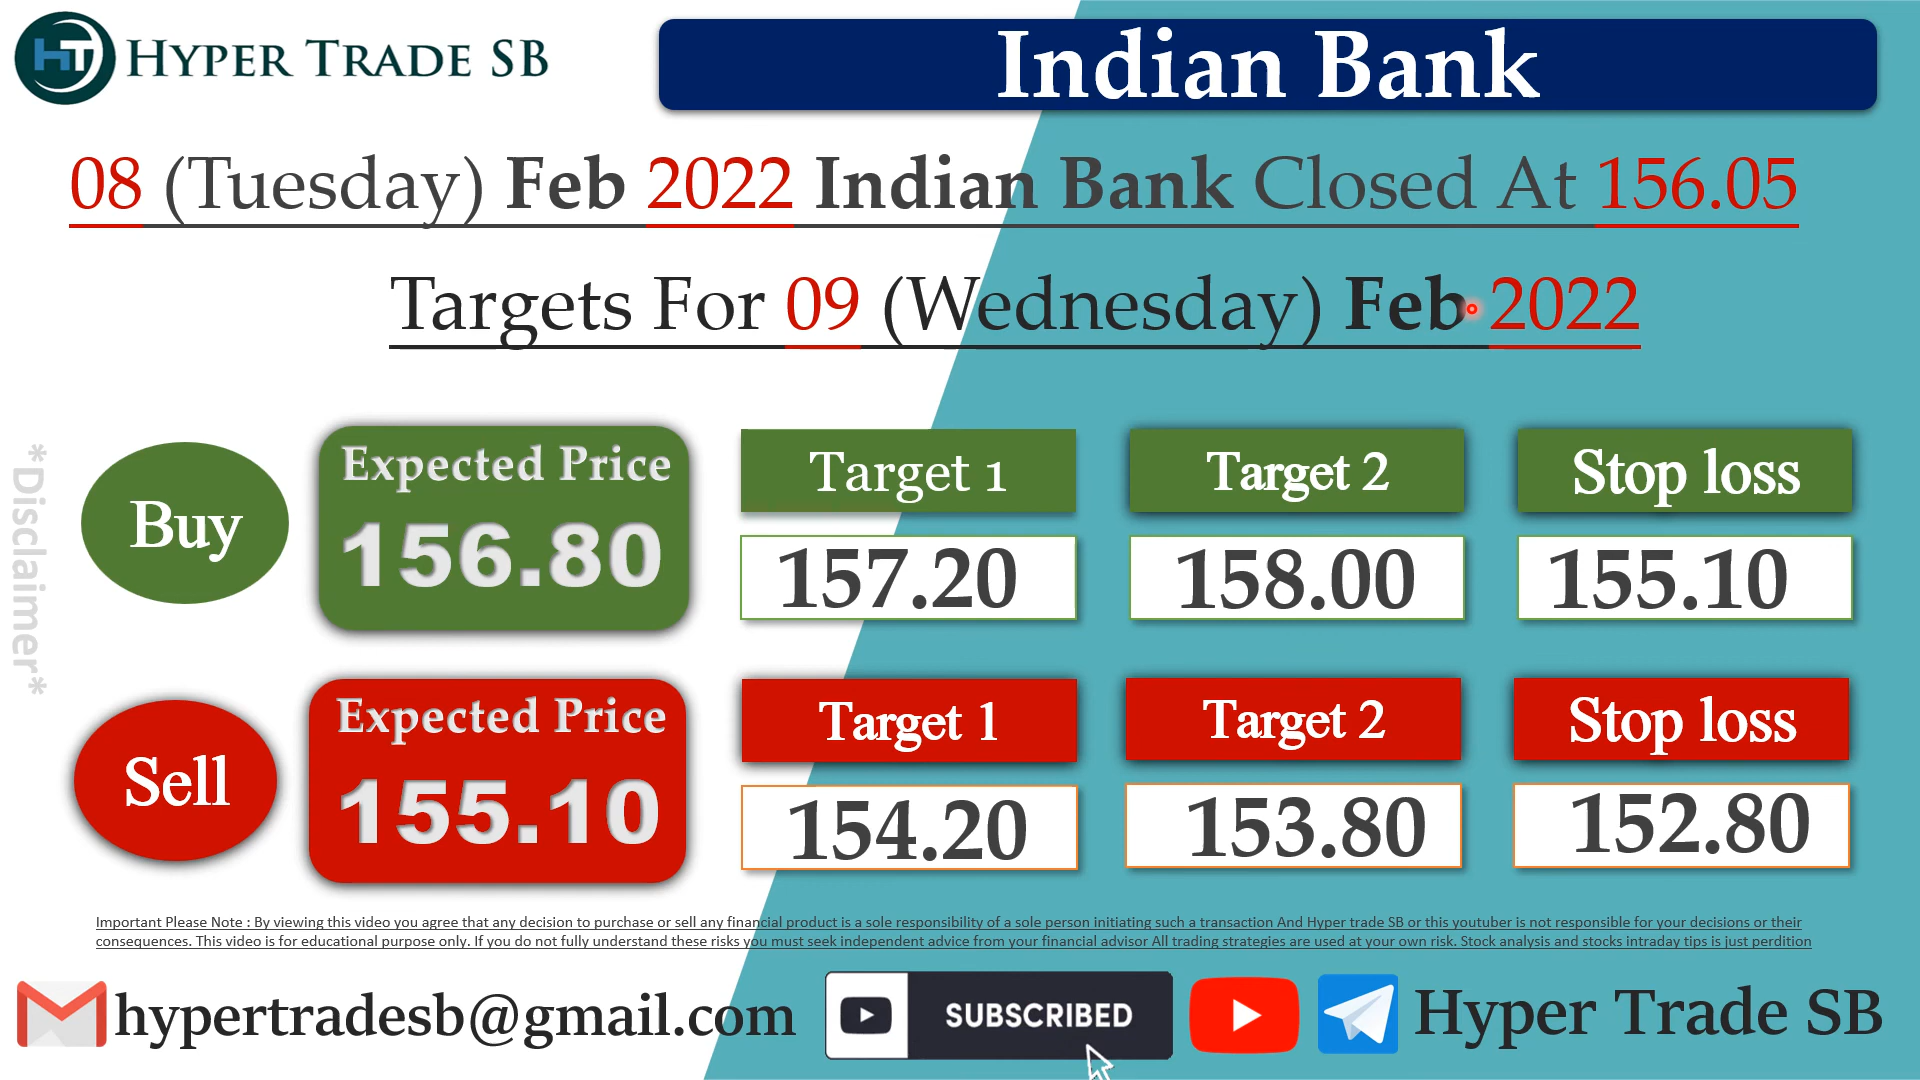 HT HYPER TRADE SB
Indian Bank
08 (Tuesday) Feb 2022 Indian Bank Closed At 156.05
Targets For 09 (Wednesday) Feb 2022
*Disclaimer*
Buy
Expected Price
156.80
Target 1
157.20
Target 2
158.00
Stop loss
155.10
Sell
Expected Price
155.10
Target 1
154.20
Target 2
153.80
Stop loss
152.80
Important Please Note : By viewing this video you agree that any decision to purchase or sell any financial product is a sole responsibility of a sole person initiating such a transaction And Hyper trade SB or this youtuber is not responsible for your decisions or their
consequences. This video is for educational purpose only. If you do not fully understand these risks you must seek independent advice from your financial advisor All trading strategies are used at your own risk. Stock analysis and stocks intraday tips is just perdition
hypertradesb@gmail.com
SUBSCRIBED
Hyper Trade SB